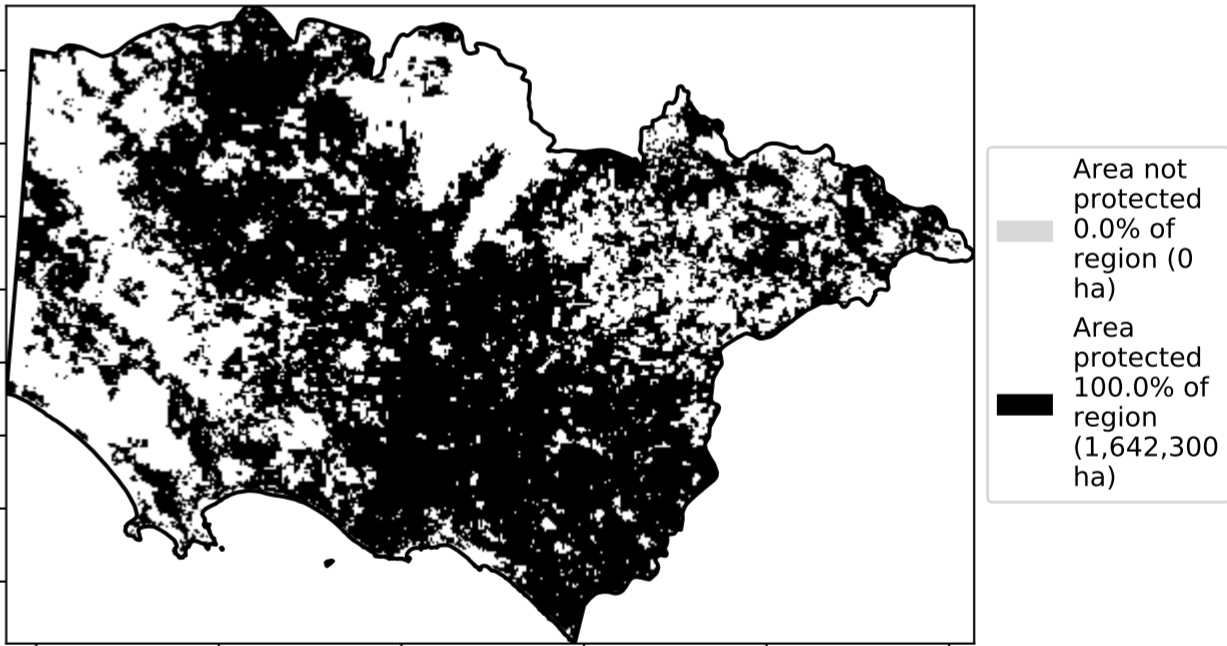 Area not
protected
0.0% of
region (0
ha)
Area
protected
100.0% of
region
(1,642,300
ha)